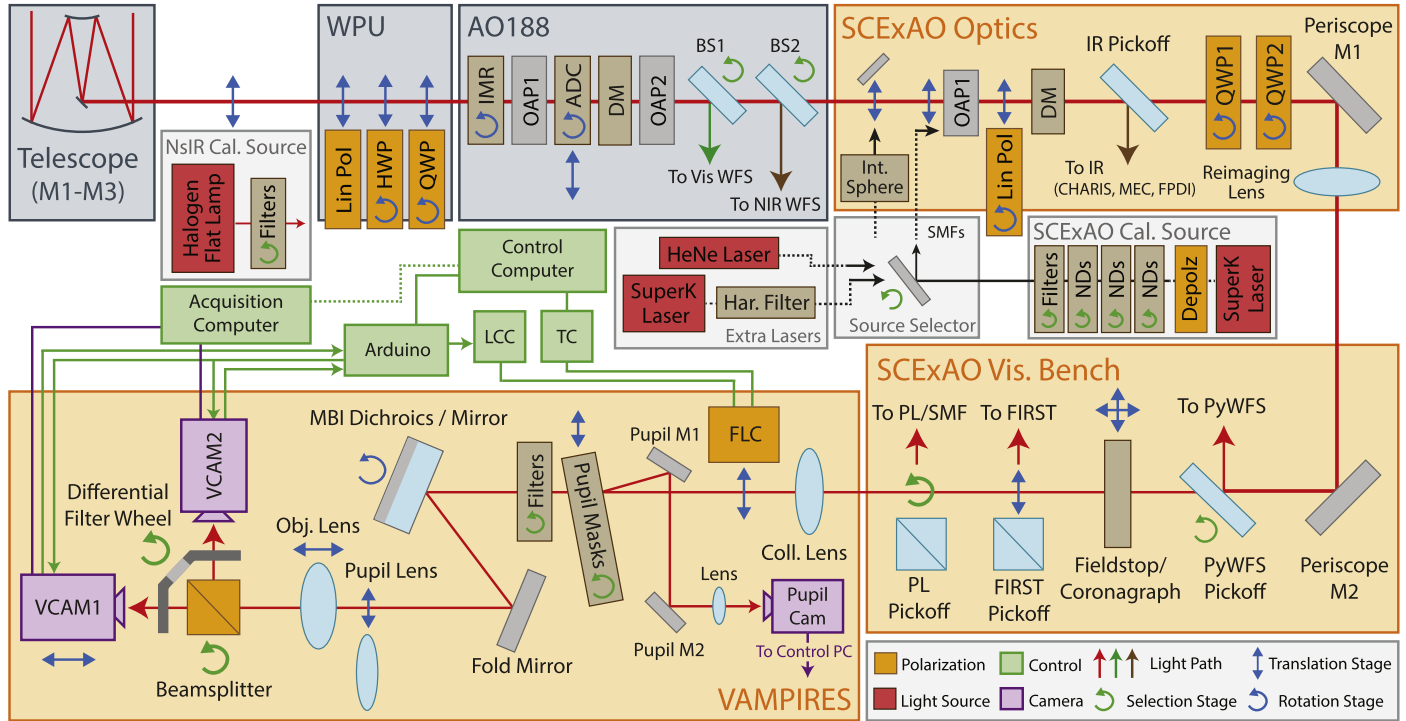 Telescope
(M1-M3)
NsIR Cal. Source
Halogen
Flat Lamp
Filters
WPU
Lin Pol
HWP
QWP
AO188
IMR
OAP1
ADC
DM
OAP2
BS1
BS2
To Vis WFS
To NIR WFS
SCExAO Optics
Int.
Sphere
OAP1
Lin Pol
DM
IR Pickoff
To IR
(CHARIS, MEC, FPDI)
QWP1
QWP2
Periscope
M1
Reimaging
Lens
Control
Computer
Acquisition
Computer
Arduino
LCC
TC
HeNe Laser
SuperK
Laser
Har. Filter
Extra Lasers
SMFs
Source Selector
SCExAO Cal. Source
Filters
NDs
NDs
NDs
Depolz
SuperK
Laser
SCExAO Vis. Bench
To PL/SMF
To FIRST
To PyWFS
PL
Pickoff
FIRST
Pickoff
Fieldstop/
Coronagraph
PyWFS
Pickoff
Periscope
M2
MBI Dichroics / Mirror
VCAM2
Differential
Filter Wheel
Obj. Lens
Pupil Lens
VCAM1
Beamsplitter
Fold Mirror
Filters
Pupil Masks
Pupil M1
FLC
Coll. Lens
Lens
Pupil
Cam
Pupil M2
To Control PC
VAMPIRES
Polarization
Control
Light Path
Translation Stage
Light Source
Camera
Selection Stage
Rotation Stage